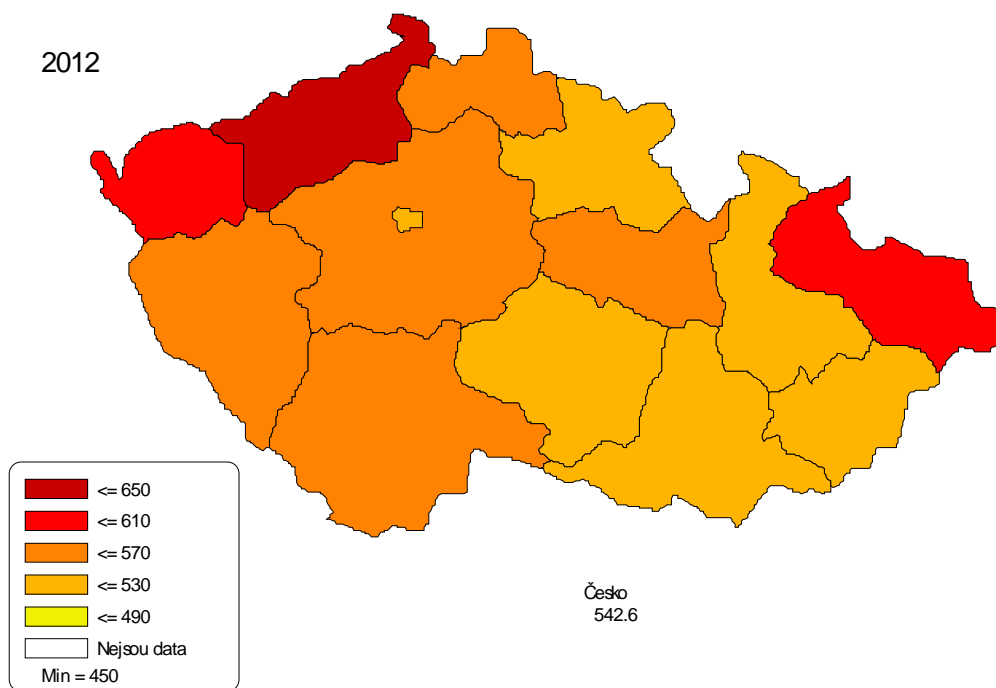 2012
<= 650
<= 610
<= 570
<= 530
<= 490
Nejsou data
Min = 450
Česko
542.6